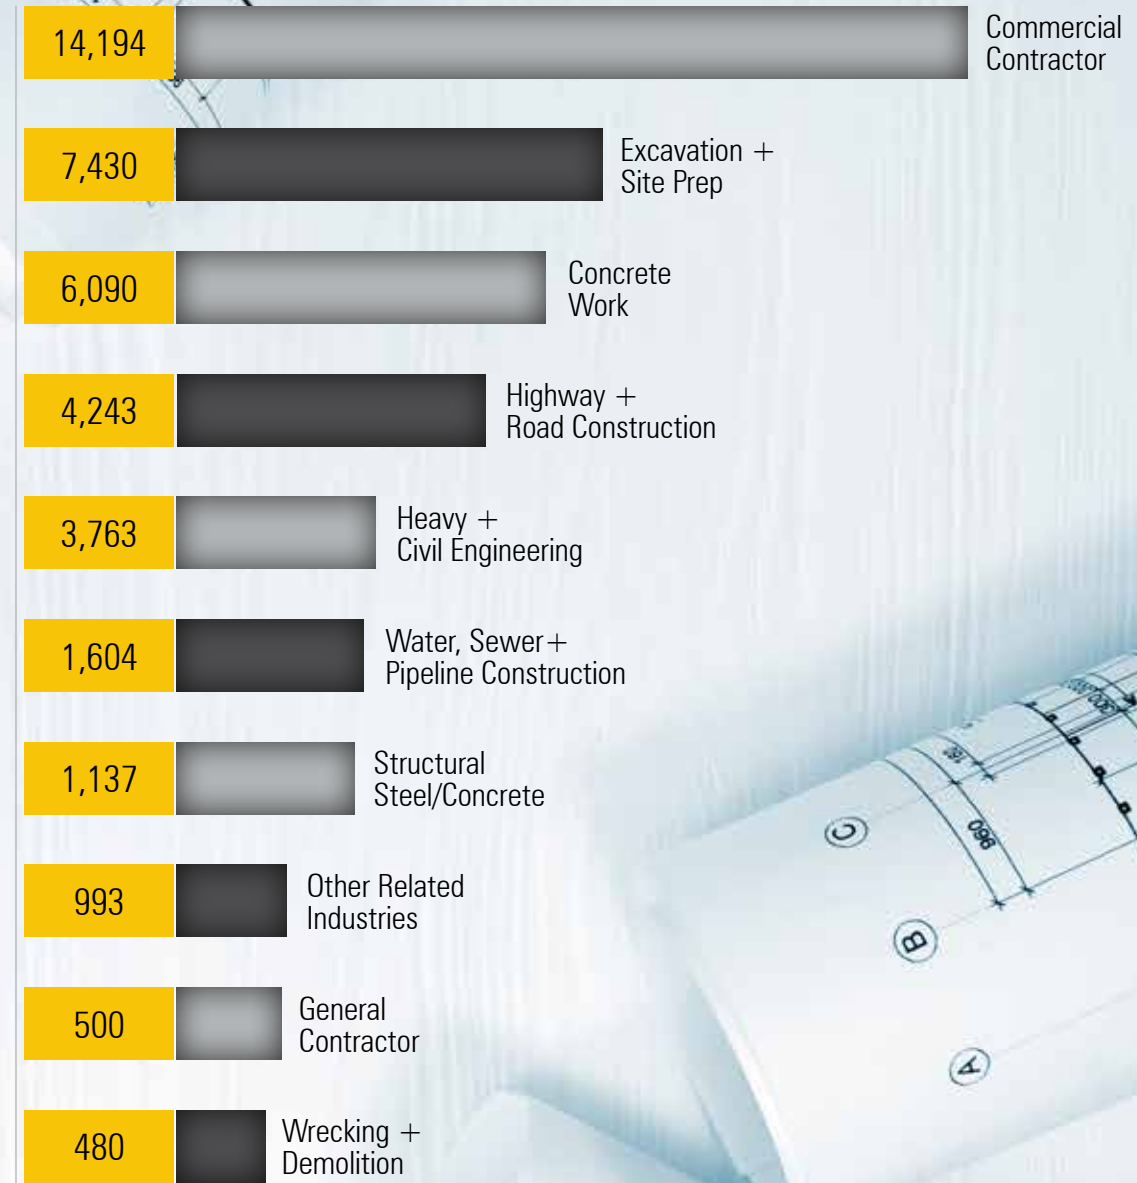 14,194
Commercial
Contractor
7,430
Excavation +
Site Prep
6,090
Concrete
Work
4,243
Highway +
Road Construction
3,763
Heavy +
Civil Engineering
1,604
Water, Sewer+
Pipeline Construction
1,137
Structural
Steel/Concrete
993
Other Related
Industries
500
General
Contractor
480
Wrecking +
Demolition
C
B
A
960